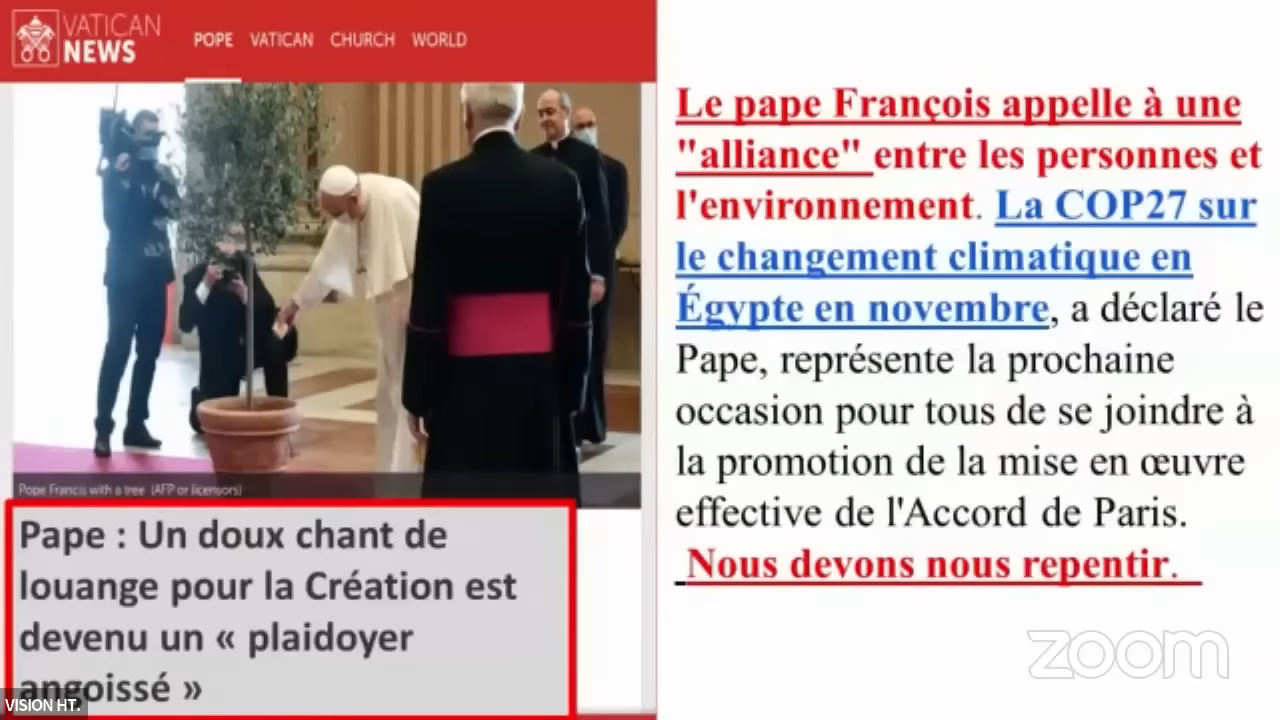 VATICAN
NEWS
POPE VATICAN CHURCH WORLD
Pope Francis with a tree (AFP or licensors)
Pape : Un doux chant de
louange pour la Création est
devenu un « plaidoyer
angoissé »
VISION HT.
Le pape François appelle à une
"alliance" entre les personnes et
l'environnement. La COP27 sur
le changement climatique en
Égypte en novembre, a déclaré le
Pape, représente la prochaine
occasion pour tous de se joindre à
la promotion de la mise en œuvre
effective de l'Accord de Paris.
Nous devons nous repentir.
zoom